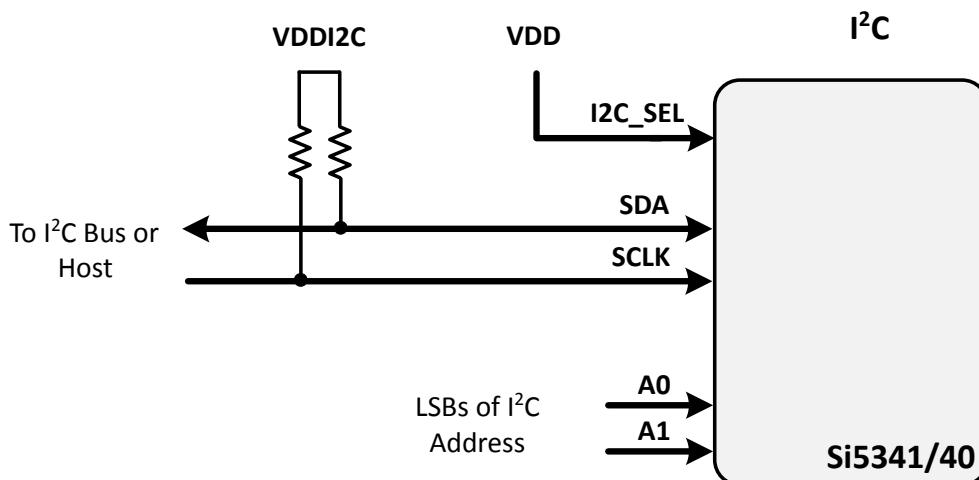 I²C
VDDI2C
VDD
I2C_SEL
SDA
To I²C Bus or
Host
SCLK
A0
LSBs of I²C
Address
A1
Si5341/40